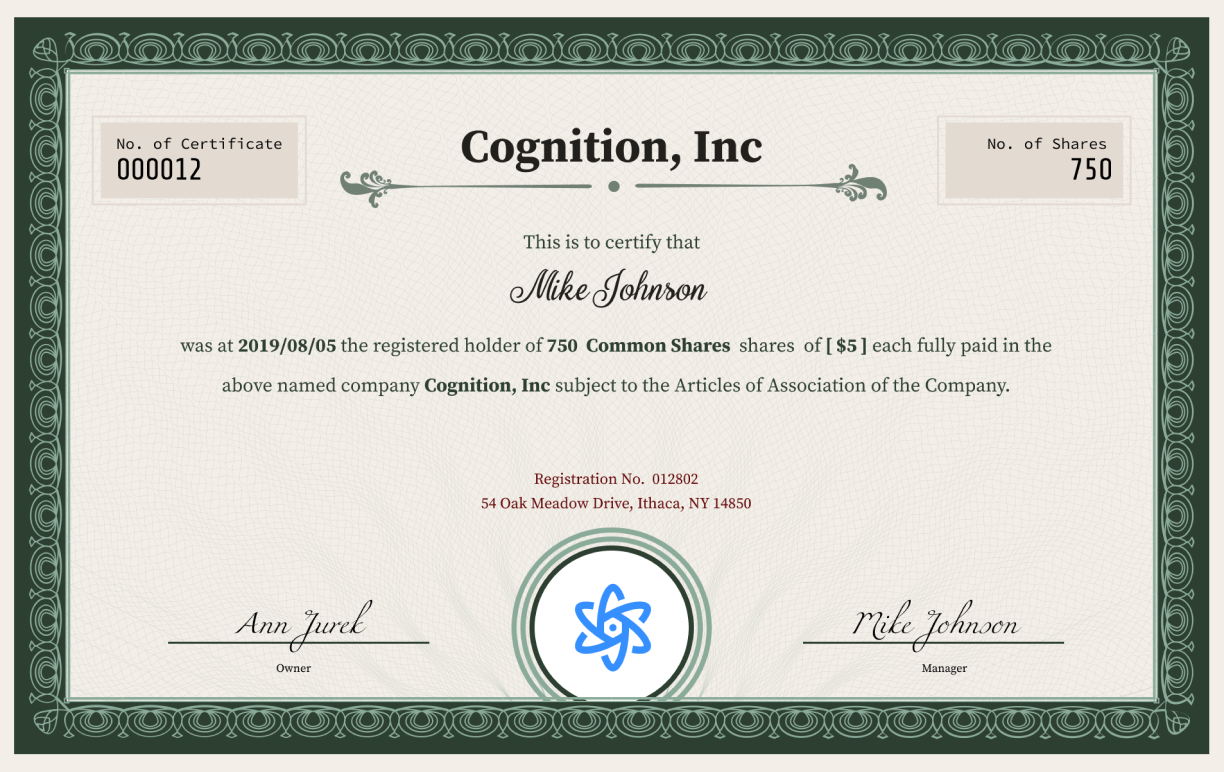 Cognition, Inc
No. of Certificate
000012
No. of Shares
750
This is to certify that
Mike Johnson
was at 2019/08/05 the registered holder of 750 Common Shares shares of [ $5 ] each fully paid in the
above named company Cognition, Inc subject to the Articles of Association of the Company.
Registration No. 012802
54 Oak Meadow Drive, Ithaca, NY 14850
Ann Jurek
Owner
Mike Johnson
Manager